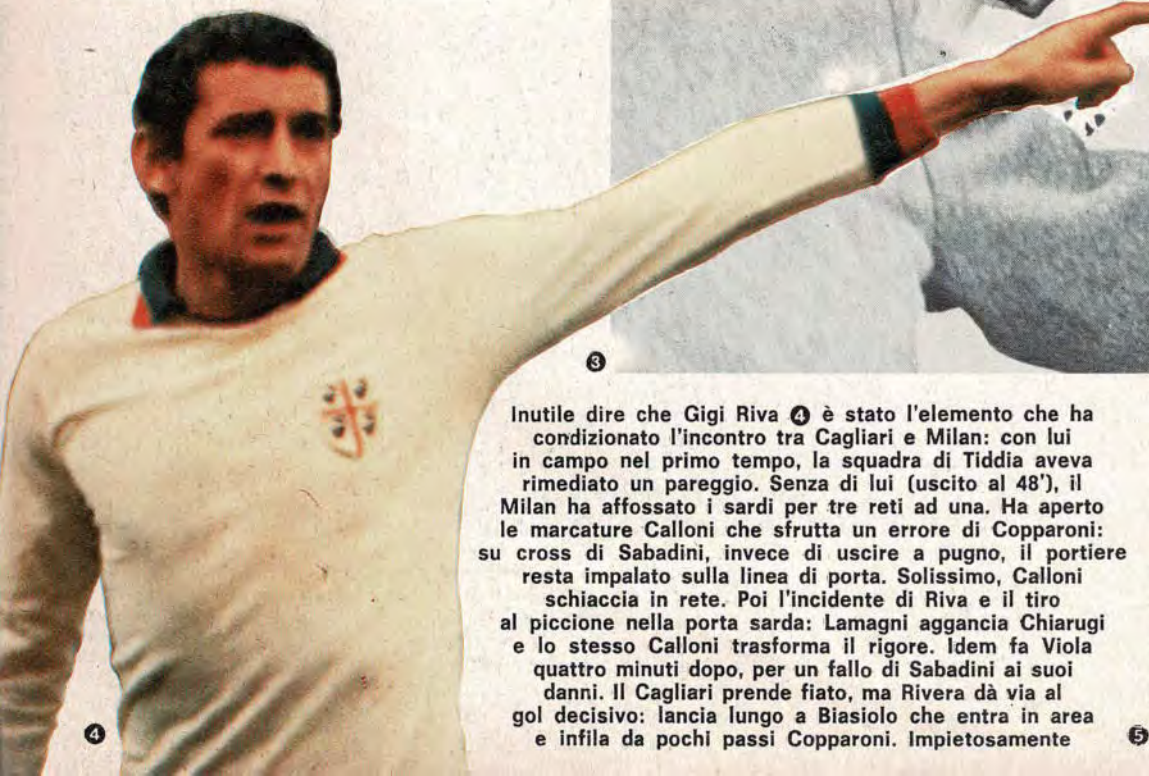 ❸
Inutile dire che Gigi Riva ❹ è stato l'elemento che ha
condizionato l'incontro tra Cagliari e Milan: con lui
in campo nel primo tempo, la squadra di Tiddia aveva
rimediato un pareggio. Senza di lui (uscito al 48'), il
Milan ha affossato i sardi per tre reti ad una. Ha aperto
le marcature Calloni che sfrutta un errore di Copparoni:
su cross di Sabadini, invece di uscire a pugno, il portiere
resta impalato sulla linea di porta. Solissimo, Calloni
schiaccia in rete. Poi l'incidente di Riva e il tiro
al piccione nella porta sarda: Lamagni aggancia Chiarugi
e lo stesso Calloni trasforma il rigore. Idem fa Viola
quattro minuti dopo, per un fallo di Sabadini ai suoi
danni. Il Cagliari prende fiato, ma Rivera dà via al
gol decisivo: lancia lungo a Biasiolo che entra in area
e infila da pochi passi Copparoni. Impietosamente
❹
❺